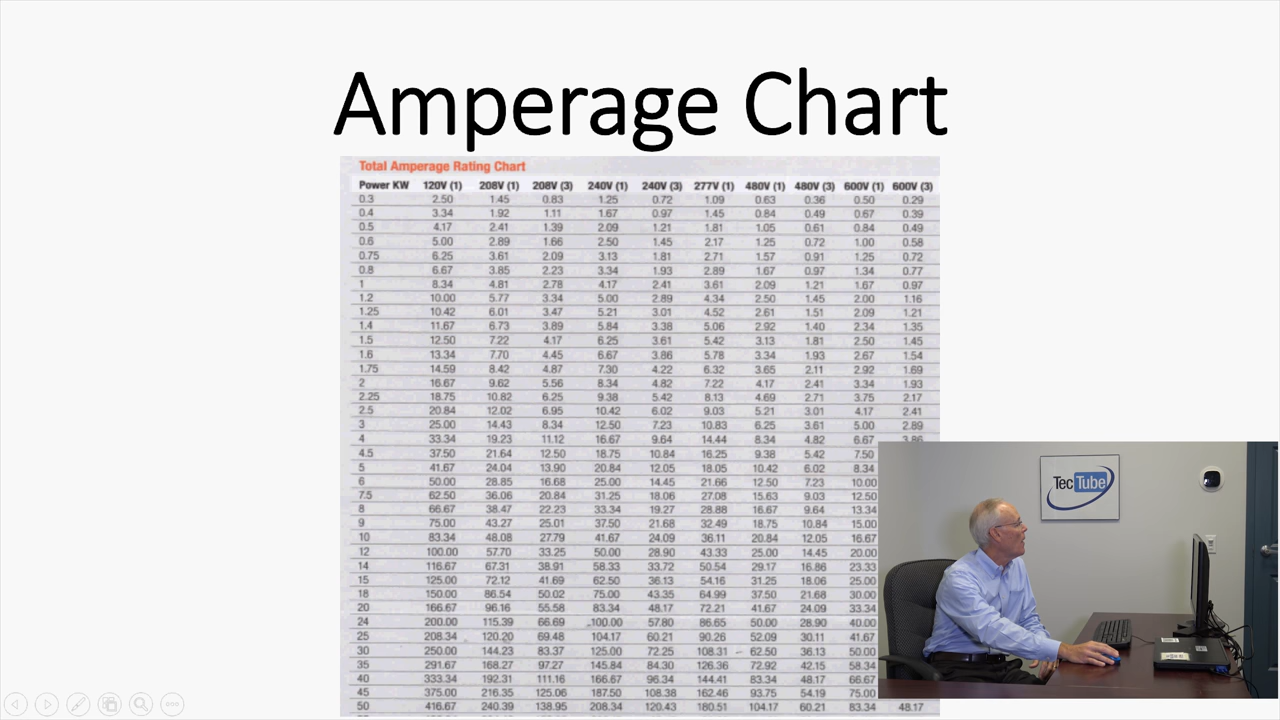 Amperage Chart
Total Amperage Rating Chart
Power KW 120V (1) 208V (1) 208V (3) 240V (1) 240V (3) 277V (1) 480V (1) 480V (3) 600V (1) 600V (3)
0.3 2.50 1.45 0.83 1.25 0.72 1.09 0.63 0.36 0.50 0.29
0.4 3.34 1.92 1.11 1.67 0.97 1.45 0.84 0.49 0.67 0.39
0.5 4.17 2.41 1.39 2.09 1.21 1.81 1.05 0.61 0.84 0.49
0.6 5.00 2.89 1.66 2.50 1.45 2.17 1.25 0.72 1.00 0.58
0.75 6.25 3.61 2.09 3.13 1.81 2.71 1.57 0.91 1.25 0.72
0.8 6.67 3.85 2.23 3.34 1.93 2.89 1.67 0.97 1.34 0.77
1 8.34 4.81 2.78 4.17 2.41 3.61 2.09 1.21 1.67 0.97
1.2 10.00 5.77 3.34 5.00 2.89 4.34 2.50 1.45 2.00 1.16
1.25 10.42 6.01 3.47 5.21 3.01 4.52 2.61 1.51 2.09 1.21
1.4 11.67 6.73 3.89 5.84 3.38 5.06 2.92 1.40 2.34 1.35
1.5 12.50 7.22 4.17 6.25 3.61 5.42 3.13 1.81 2.50 1.45
1.6 13.34 7.70 4.45 6.67 3.86 5.78 3.34 1.93 2.67 1.54
1.75 14.59 8.42 4.87 7.30 4.22 6.32 3.65 2.11 2.92 1.69
2 16.67 9.62 5.56 8.34 4.82 7.22 4.17 2.41 3.34 1.93
2.25 18.75 10.82 6.25 9.38 5.42 8.13 4.69 2.71 3.75 2.17
2.5 20.84 12.02 6.95 10.42 6.02 9.03 5.21 3.01 4.17 2.41
3 25.00 14.43 8.34 12.50 7.23 10.83 6.25 3.61 5.00 2.89
4 33.34 19.23 11.12 16.67 9.64 14.44 8.34 4.82 6.67
4.5 37.50 21.64 12.50 18.75 10.84 16.25 9.38 5.42 7.50
5 41.67 24.04 13.90 20.84 12.05 18.05 10.42 6.02 8.34
6 50.00 28.85 16.68 25.00 14.45 21.66 12.50 7.23 10.00
7.5 62.50 36.06 20.84 31.25 18.06 27.08 15.63 9.03 12.50
8 66.67 38.47 22.23 33.34 19.27 28.88 16.67 9.64 13.34
9 75.00 43.27 25.01 37.50 21.68 32.49 18.75 10.84 15.00
10 83.34 48.08 27.79 41.67 24.09 36.11 20.84 12.05 16.67
12 100.00 57.70 33.25 50.00 28.90 43.33 25.00 14.45 20.00
14 116.67 67.31 38.91 58.33 33.72 50.54 29.17 16.86 23.33
15 125.00 72.12 41.69 62.50 36.13 54.16 31.25 18.06 25.00
18 150.00 86.54 50.02 75.00 43.35 64.99 37.50 21.68 30.00
20 166.67 96.16 55.58 83.34 48.17 72.21 41.67 24.09 33.34
24 200.00 115.39 66.69 100.00 57.80 86.65 50.00 28.90 40.00
25 208.34 120.20 69.48 104.17 60.21 90.26 52.09 30.11 41.67
30 250.00 144.23 83.37 125.00 72.25 108.31 62.50 36.13 50.00
35 291.67 168.27 97.27 145.84 84.30 126.36 72.92 42.15 58.34
40 333.34 192.31 111.16 166.67 96.34 144.41 83.34 48.17 66.67
45 375.00 216.35 125.06 187.50 108.38 162.46 93.75 54.19 75.00
50 416.67 240.39 138.95 208.34 120.43 180.51 104.17 60.21 83.34 48.17
TecTube